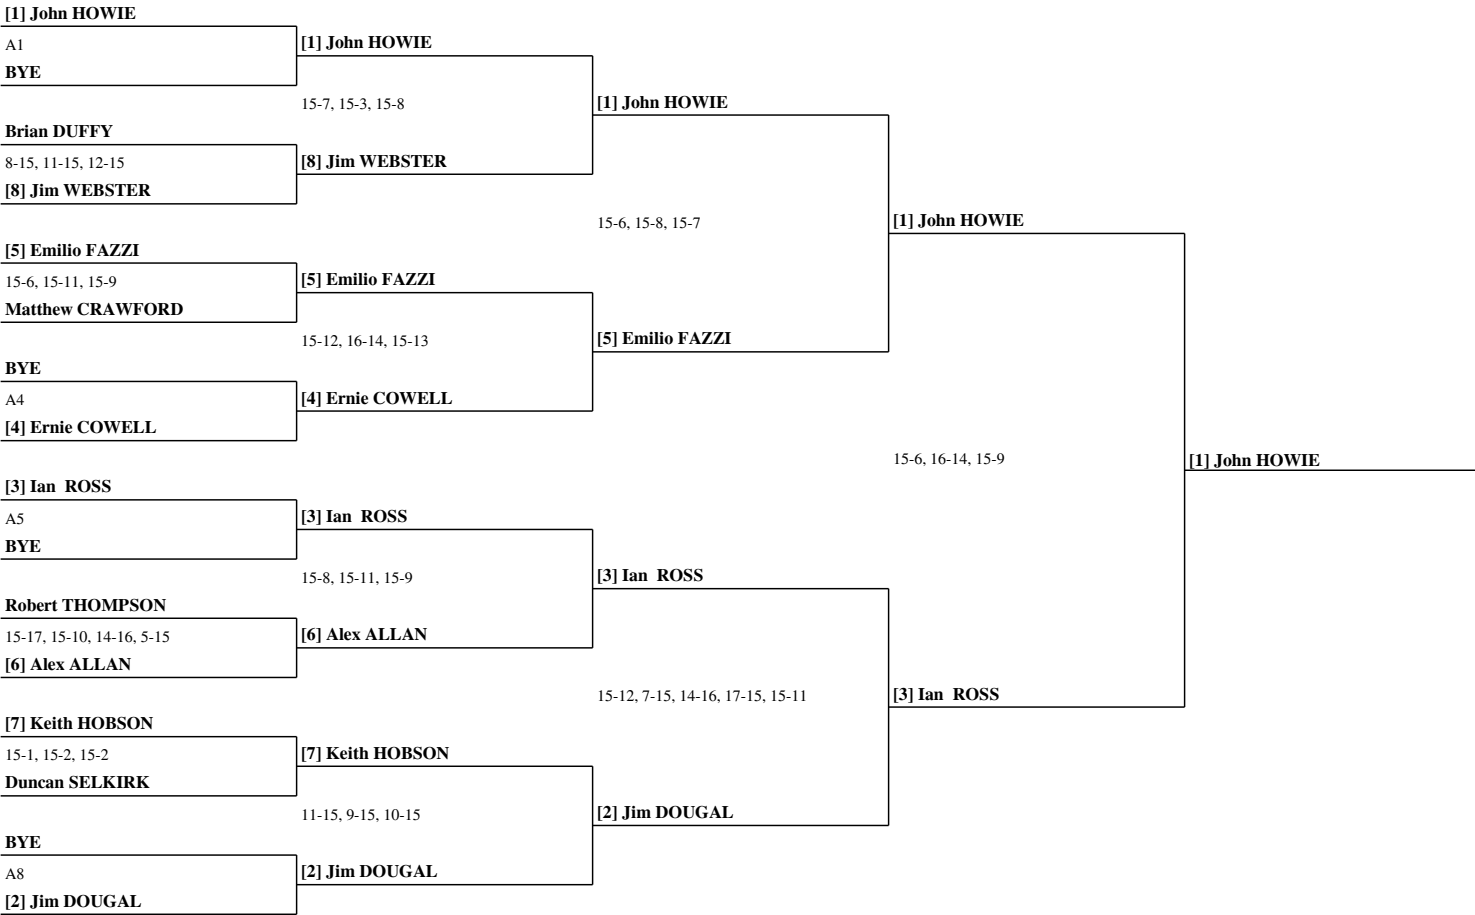 [1] John HOWIE
A1
BYE
Brian DUFFY
8-15, 11-15, 12-15
[8] Jim WEBSTER
[5] Emilio FAZZI
15-6, 15-11, 15-9
Matthew CRAWFORD
BYE
A4
[4] Ernie COWELL
[3] Ian ROSS
A5
BYE
Robert THOMPSON
15-17, 15-10, 14-16, 5-15
[6] Alex ALLAN
[7] Keith HOBSON
15-1, 15-2, 15-2
Duncan SELKIRK
BYE
A8
[2] Jim DOUGAL
[1] John HOWIE
15-7, 15-3, 15-8
[8] Jim WEBSTER
[5] Emilio FAZZI
15-12, 16-14, 15-13
[4] Ernie COWELL
[3] Ian ROSS
15-8, 15-11, 15-9
[6] Alex ALLAN
[7] Keith HOBSON
11-15, 9-15, 10-15
[2] Jim DOUGAL
[1] John HOWIE
15-6, 15-8, 15-7
[5] Emilio FAZZI
[3] Ian ROSS
15-12, 7-15, 14-16, 17-15, 15-11
[2] Jim DOUGAL
[1] John HOWIE
15-6, 16-14, 15-9
[3] Ian ROSS
[1] John HOWIE